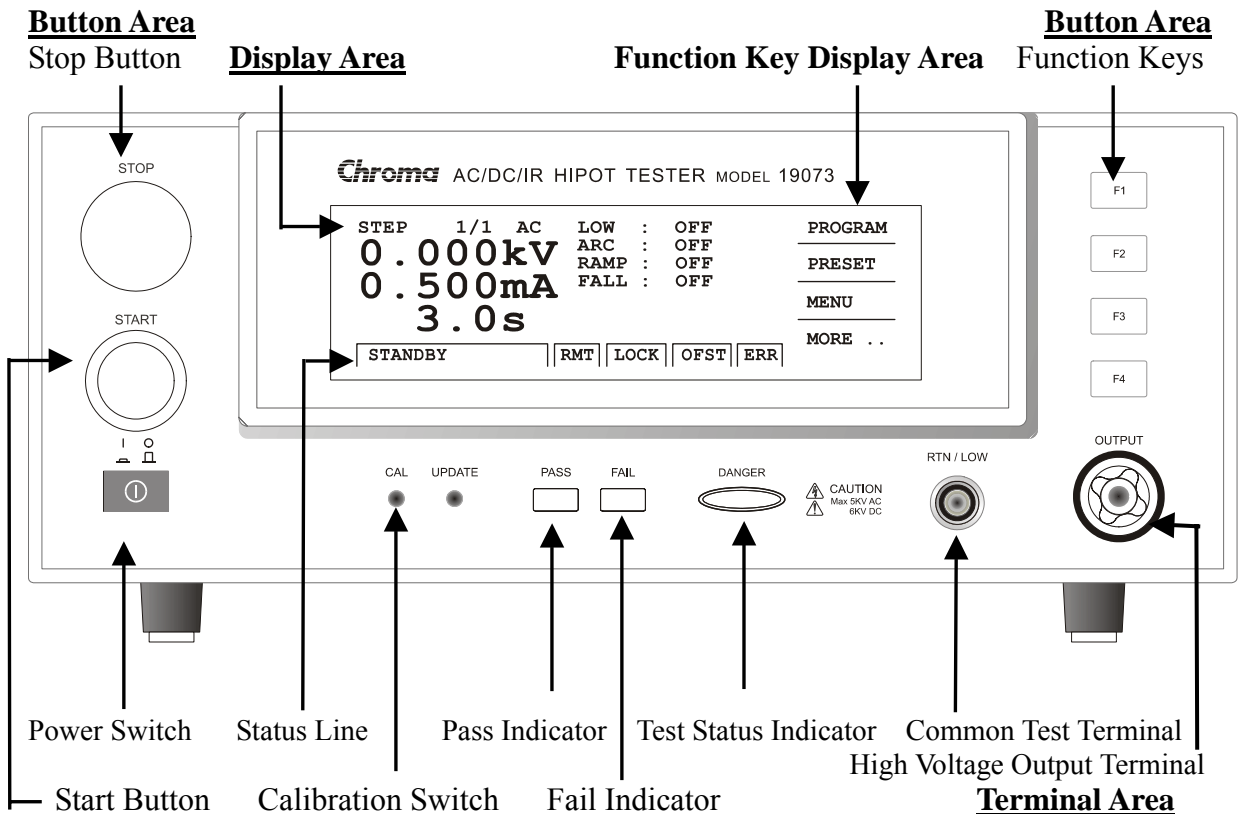 Button Area
Stop Button
Display Area
Function Key Display Area
Button Area
Function Keys
STOP
START
I O
Chroma AC/DC/IR HIPOT TESTER MODEL 19073
STEP 1/1 AC
0.000kV
0.500mA
3.0s
LOW : OFF
ARC : OFF
RAMP : OFF
FALL : OFF
PROGRAM
PRESET
MENU
MORE ..
STANDBY RMT LOCK OFST ERR
F1
F2
F3
F4
CAL UPDATE PASS FAIL DANGER
CAUTION
Max 5KV AC
6KV DC
RTN / LOW
OUTPUT
Power Switch Status Line Pass Indicator Test Status Indicator Common Test Terminal
High Voltage Output Terminal
Start Button Calibration Switch Fail Indicator Terminal Area